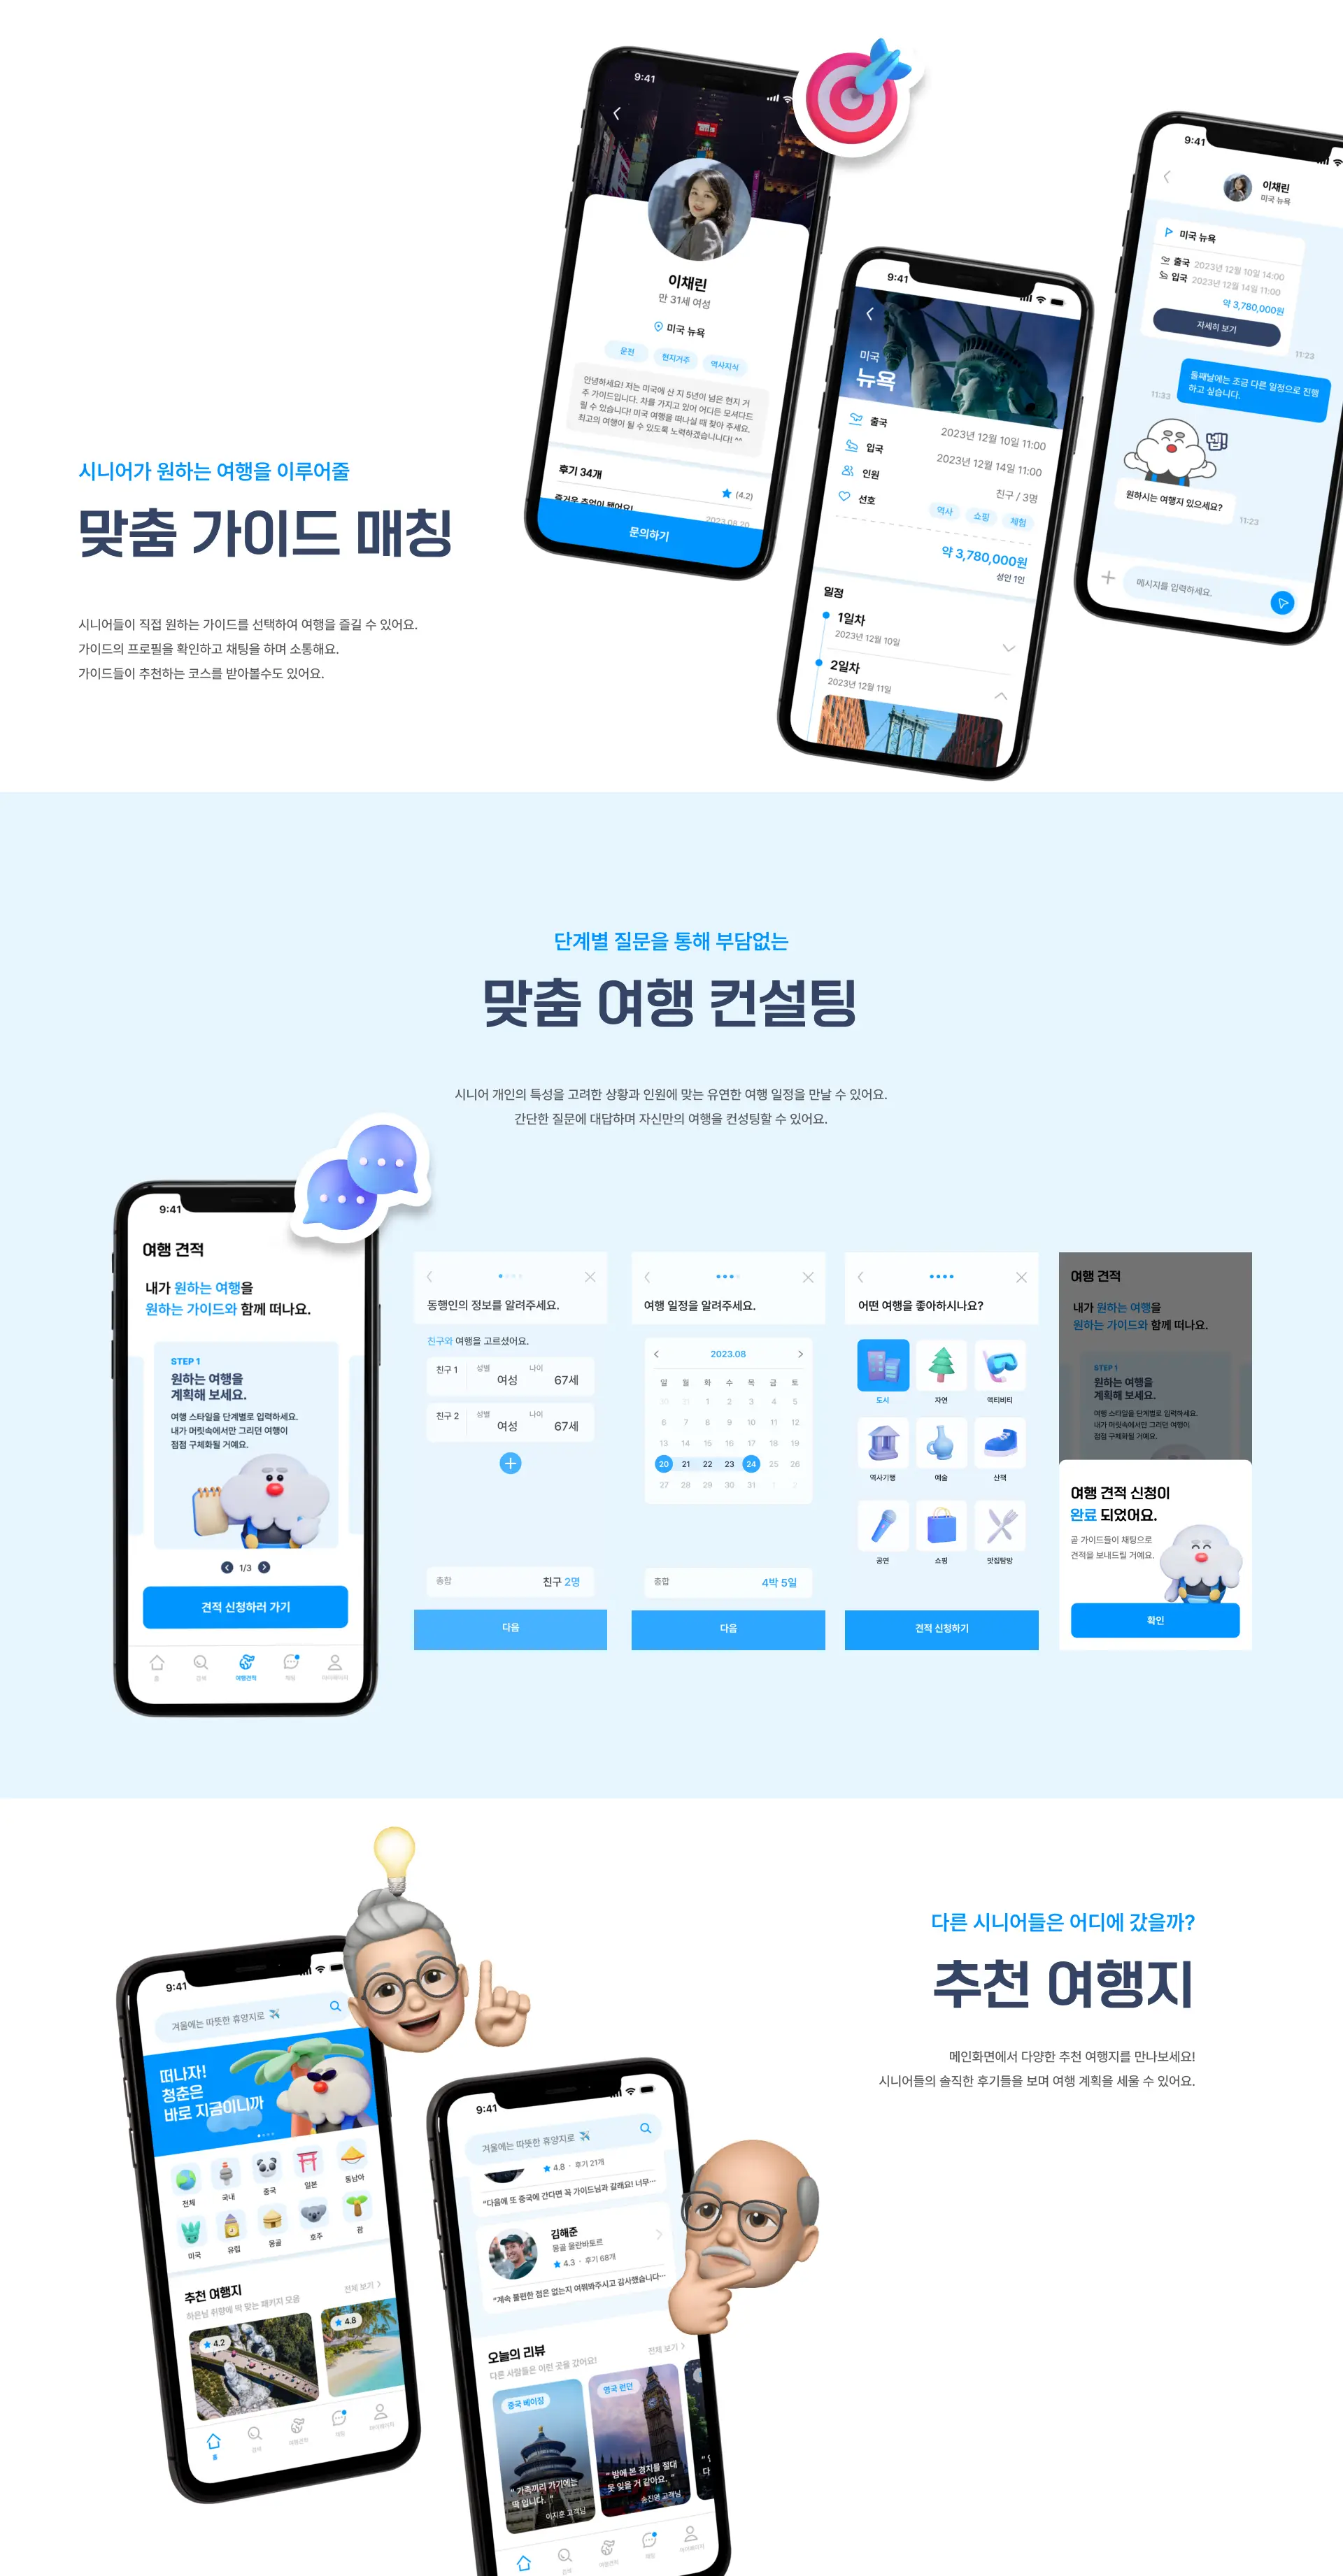 시니어가 원하는 여행을 이루어줄
맞춤 가이드 매칭
시니어들이 직접 원하는 가이드를 선택하여 여행을 즐길 수 있어요.
가이드의 프로필을 확인하고 채팅을 하며 소통해요.
가이드들이 추천하는 코스를 받아볼수도 있어요.
9:41
이채린
만 31세 여성
미국 뉴욕
운전
현지거주
역사지식
안녕하세요! 저는 미국에 산 지 5년이 넘은 현지 거
주 가이드입니다. 차를 가지고 있어 어디든 모셔다드
릴 수 있습니다! 미국 여행을 떠나실 때 찾아 주세요.
최고의 여행이 될 수 있도록 노력하겠습니니다! ^^
후기 34개
(4.2)
즐거운 추억이 됐어요!
2023.08.20
문의하기
9:41
미국
뉴욕
출국
2023년 12월 10일 11:00
입국
2023년 12월 14일 11:00
인원
친구 / 3명
선호
역사
쇼핑
체험
약 3,780,000원
성인 1인
일정
1일차
2023년 12월 10일
2일차
2023년 12월 11일
9:41
이채린
미국 뉴욕
미국 뉴욕
출국 2023년 12월 10일 14:00
입국 2023년 12월 14일 11:00
약 3,780,000원
자세히 보기
11:23
둘째날에는 조금 다른 일정으로 진행
하고 싶습니다.
11:33
넵!
원하시는 여행지 있으세요?
11:23
메시지를 입력하세요.
단계별 질문을 통해 부담없는
맞춤 여행 컨설팅
시니어 개인의 특성을 고려한 상황과 인원에 맞는 유연한 여행 일정을 만날 수 있어요.
간단한 질문에 대답하며 자신만의 여행을 컨성팅할 수 있어요.
9:41
여행 견적
내가 원하는 여행을
원하는 가이드와 함께 떠나요.
STEP 1
원하는 여행을
계획해 보세요.
여행 스타일을 단계별로 입력하세요.
내가 머릿속에서만 그리던 여행이
점점 구체화될 거예요.
1/3
견적 신청하러 가기
홈
검색
여행견적
채팅
마이페이지
동행인의 정보를 알려주세요.
친구와 여행을 고르셨어요.
친구 1
성별
여성
나이
67세
친구 2
성별
여성
나이
67세
총합
친구 2명
다음
여행 일정을 알려주세요.
2023.08
일 월 화 수 목 금 토
30 31 1 2 3 4 5
6 7 8 9 10 11 12
13 14 15 16 17 18 19
20 21 22 23 24 25 26
27 28 29 30 31 1 2
총합
4박 5일
다음
어떤 여행을 좋아하시나요?
도시
자연
액티비티
역사기행
예술
산책
공연
쇼핑
맛집탐방
견적 신청하기
여행 견적
내가 원하는 여행을
원하는 가이드와 함께 떠나요.
STEP 1
원하는 여행을
계획해 보세요.
여행 스타일을 단계별로 입력하세요.
내가 머릿속에서만 그리던 여행이
점점 구체화될 거예요.
여행 견적 신청이
완료 되었어요.
곧 가이드들이 채팅으로
견적을 보내드릴 거예요.
확인
다른 시니어들은 어디에 갔을까?
추천 여행지
메인화면에서 다양한 추천 여행지를 만나보세요!
시니어들의 솔직한 후기들을 보며 여행 계획을 세울 수 있어요.
9:41
겨울에는 따뜻한 휴양지로
떠나자!
청춘은
바로 지금이니까
전체
국내
중국
일본
동남아
미국
유럽
몽골
호주
괌
추천 여행지
전체 보기
하은님 취향에 딱 맞는 패키지 모음
4.2
4.8
홈
검색
여행견적
채팅
마이페이지
9:41
겨울에는 따뜻한 휴양지로
4.8 · 후기 21개
"다음에 또 중국에 간다면 꼭 가이드님과 갈래요! 너무…
김해준
몽골 울란바토르
4.3 · 후기 68개
"계속 불편한 점은 없는지 여쭤봐주시고 감사했습니다…
오늘의 리뷰
전체 보기
다른 사람들은 이런 곳을 갔어요!
중국 베이징
" 가족끼리 가기에는
딱 입니다. "
이지훈 고객님
영국 런던
" 밤에 본 경치를 절대
못 잊을 거 같아요. "
송진영 고객님
검색
여행견적
채팅
마이페이지